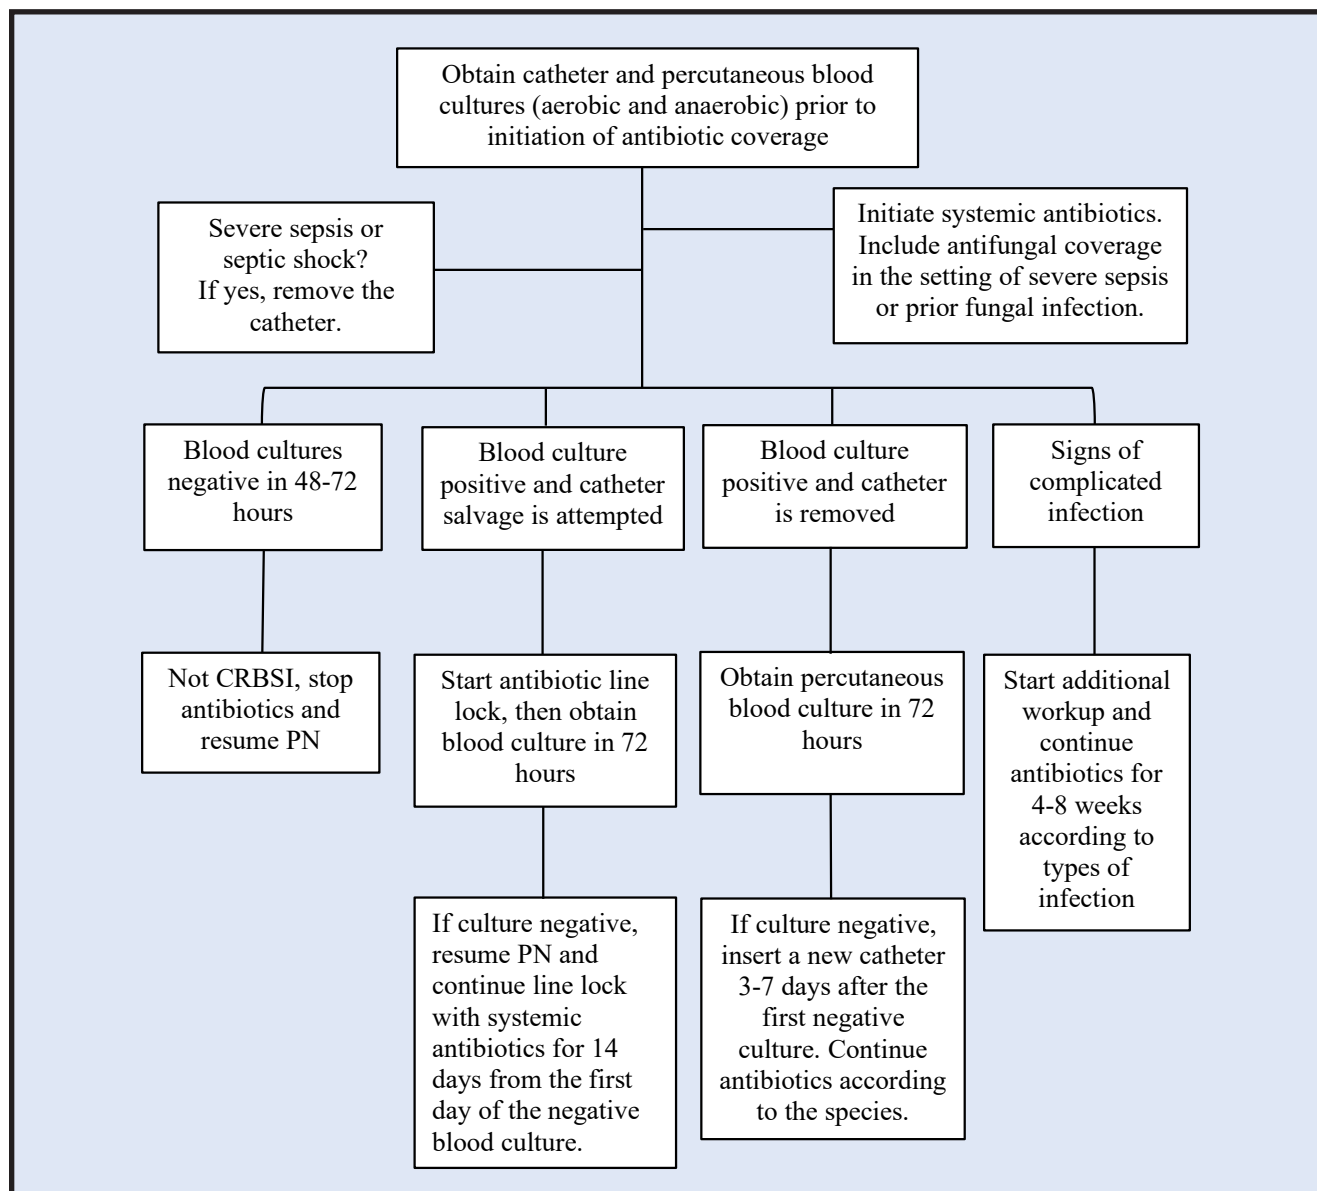 Obtain catheter and percutaneous blood
cultures (aerobic and anaerobic) prior to
initiation of antibiotic coverage
Severe sepsis or
septic shock?
If yes, remove the
catheter.
Initiate systemic antibiotics.
Include antifungal coverage
in the setting of severe sepsis
or prior fungal infection.
Blood cultures
negative in 48-72
hours
Blood culture
positive and catheter
salvage is attempted
Blood culture
positive and catheter
is removed
Signs of
complicated
infection
Not CRBSI, stop
antibiotics and
resume PN
Start antibiotic line
lock, then obtain
blood culture in 72
hours
Obtain percutaneous
blood culture in 72
hours
Start additional
workup and
continue
antibiotics for
4-8 weeks
according to
types of
infection
If culture negative,
resume PN and
continue line lock
with systemic
antibiotics for 14
days from the first
day of the negative
blood culture.
If culture negative,
insert a new catheter
3-7 days after the
first negative
culture. Continue
antibiotics according
to the species.